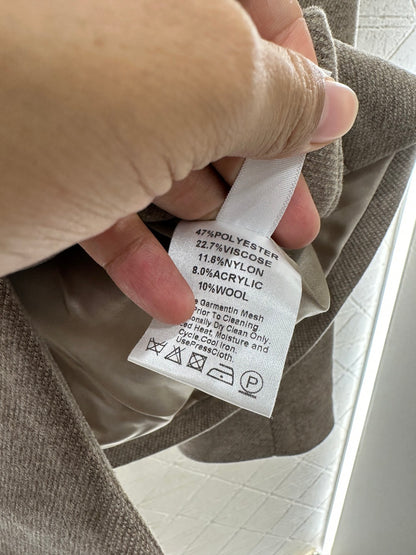 47%POLYESTER
22.7%VISCOSE
11.6%NYLON
8.0%ACRYLIC
10%WOOL
Garmentin Mesh
Prior To Cleaning.
Dry Clean Only.
Heat, Moisture and
Cycle.Cool Iron.
UsePressCloth.
P